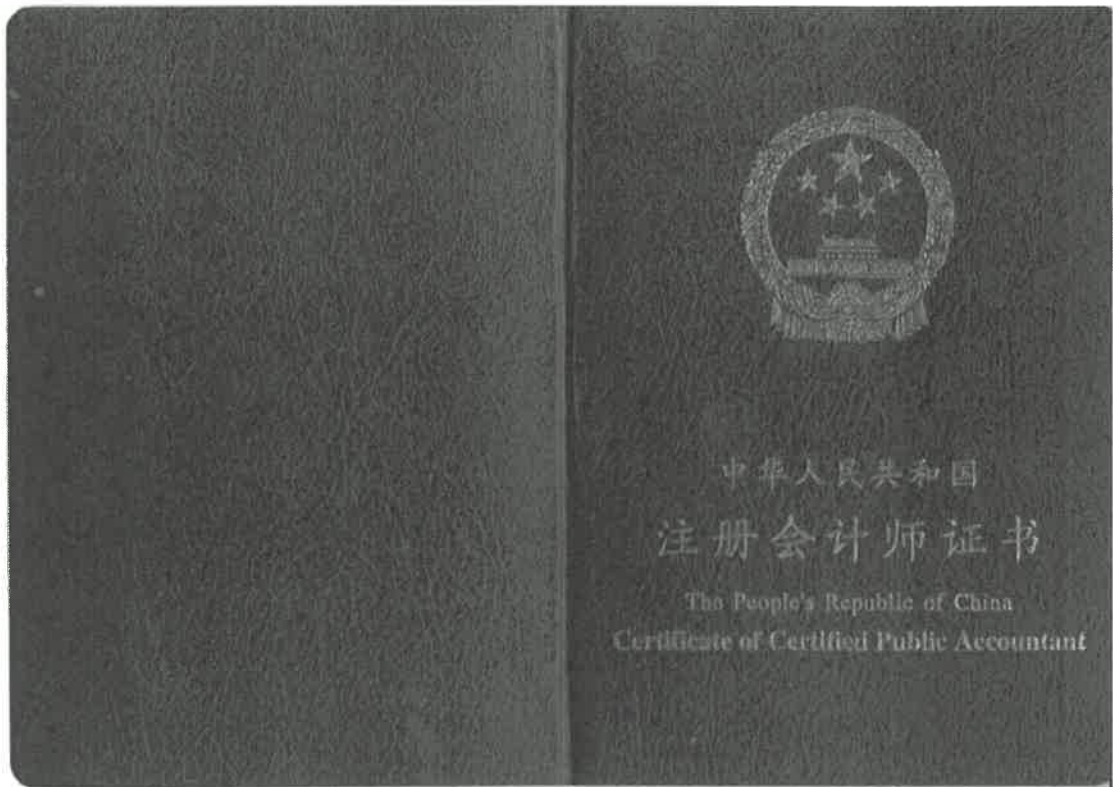 中华人民共和国
注册会计师证书
The People's Republic of China
Certificate of Certified Public Accountant